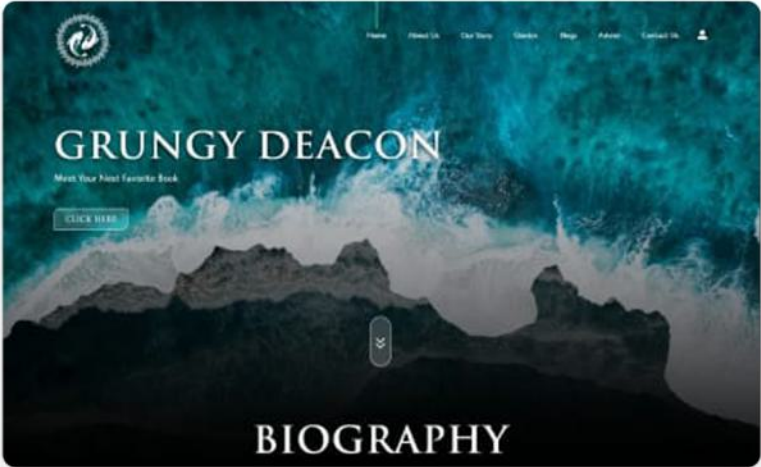 Home About Us Our Story Stories Blogs Contact Us
GRUNGY DEACON
Meet Your Next Favorite Book
CLICK HERE
BIOGRAPHY